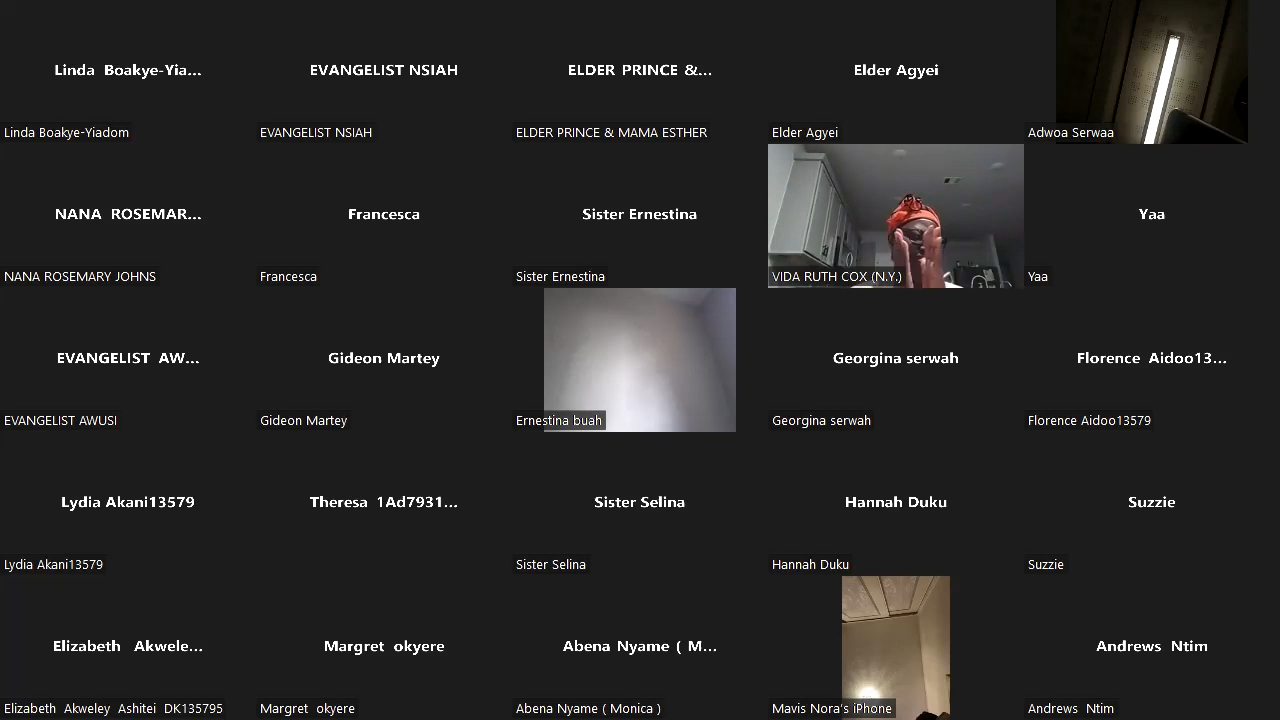 Linda Boakye-Yia...
EVANGELIST NSIAH
ELDER PRINCE &...
Elder Agyei
Linda Boakye-Yiadom
EVANGELIST NSIAH
ELDER PRINCE & MAMA ESTHER
Elder Agyei
Adwoa Serwaa
NANA ROSEMAR...
Francesca
Sister Ernestina
Yaa
NANA ROSEMARY JOHNS
Francesca
Sister Ernestina
VIDA RUTH COX (N.Y.)
Yaa
EVANGELIST AW...
Gideon Martey
Georgina serwah
Florence Aidoo13...
EVANGELIST AWUSI
Gideon Martey
Ernestina buah
Georgina serwah
Florence Aidoo13579
Lydia Akani13579
Theresa 1Ad7931...
Sister Selina
Hannah Duku
Suzzie
Lydia Akani13579
Sister Selina
Hannah Duku
Suzzie
Elizabeth Akwele...
Margret okyere
Abena Nyame ( M...
Andrews Ntim
Elizabeth Akweley Ashitei DK135795
Margret okyere
Abena Nyame ( Monica )
Mavis Nora's iPhone
Andrews Ntim